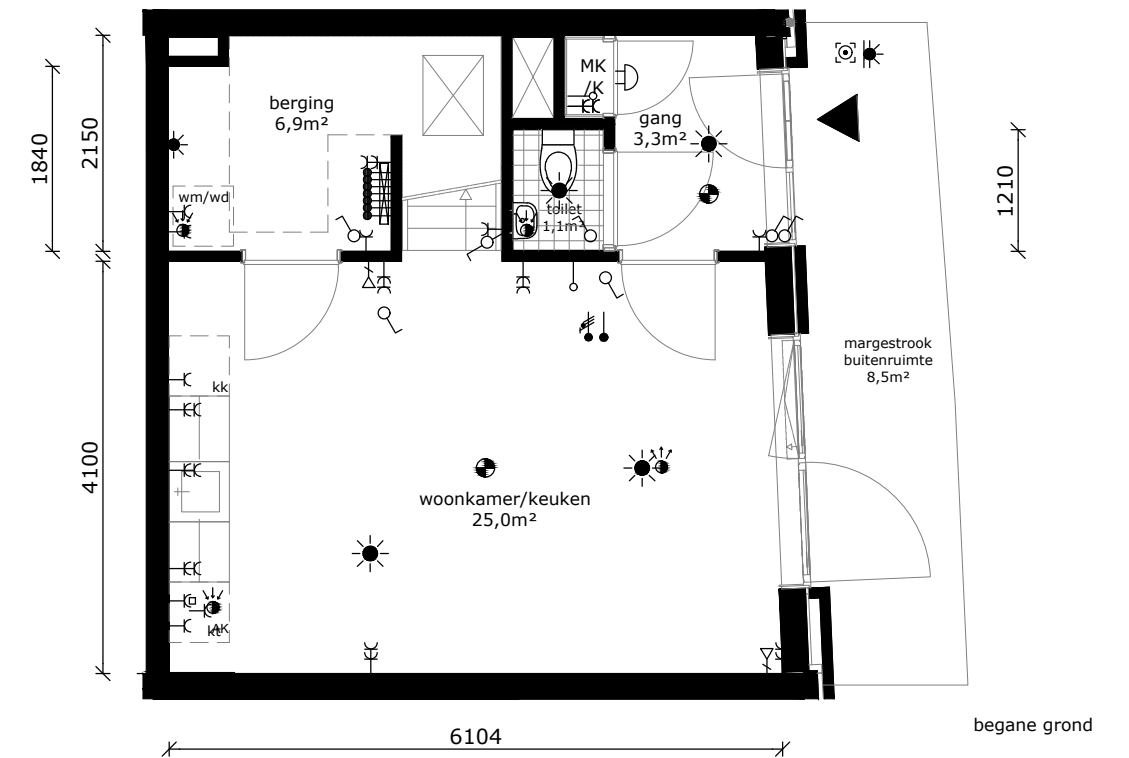 MK
/K
berging
6,9m²
gang
3,3m²
1840
2150
1210
wm/wd
toilet
1,1m²
margestrook
buitenruimte
8,5m²
kk
4100
woonkamer/keuken
25,0m²
kt
AK
6104
begane grond